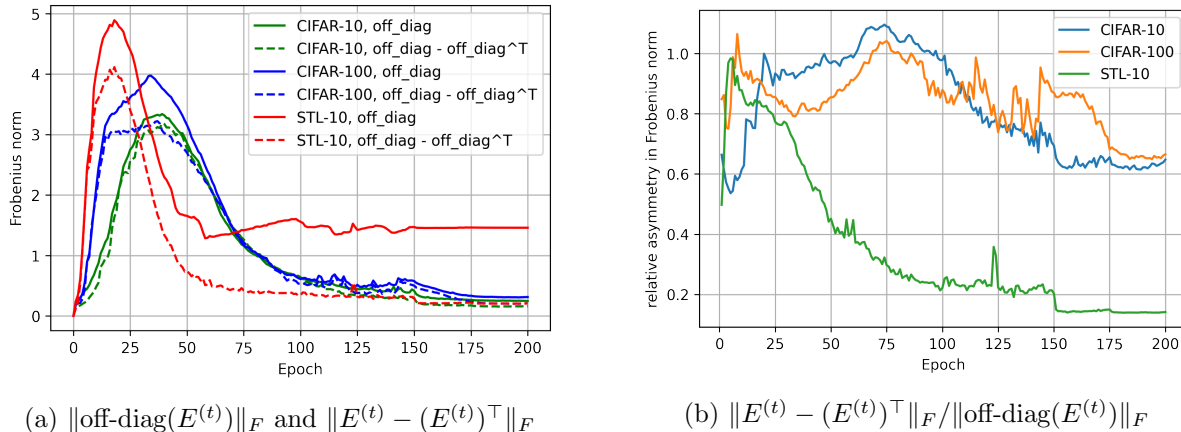 CIFAR-10, off_diag
CIFAR-10, off_diag - off_diag^T
CIFAR-100, off_diag
CIFAR-100, off_diag - off_diag^T
STL-10, off_diag
STL-10, off_diag - off_diag^T
Frobenius norm
5
4
3
2
1
0
0 25 50 75 100 125 150 175 200
Epoch
(a) ‖off-diag(E^{(t)})‖_F and ‖E^{(t)} − (E^{(t)})^⊤‖_F
CIFAR-10
CIFAR-100
STL-10
relative asymmetry in Frobenius norm
1.0
0.8
0.6
0.4
0.2
0 25 50 75 100 125 150 175 200
Epoch
(b) ‖E^{(t)} − (E^{(t)})^⊤‖_F/‖off-diag(E^{(t)})‖_F